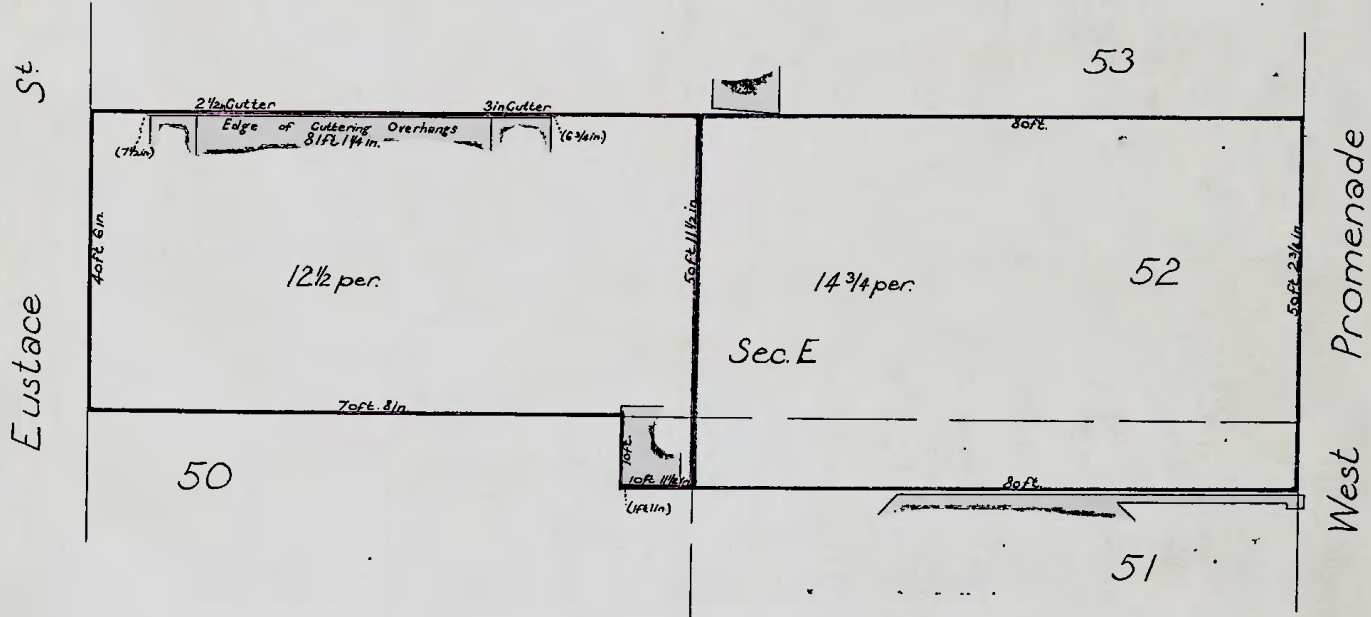 53
Eustace St.
2½in Gutter
3in Gutter
80ft.
Edge of Guttering Overhangs
81ft 1¼in.
(7½in)
(6¾in)
40ft 6in.
50ft 11½in
50ft 2¾in
12½ per.
14¾ per.
52
Sec. E
West Promenade
70ft. 8in
10ft.
10ft 11½in
80ft.
50
(1ft 1in)
51